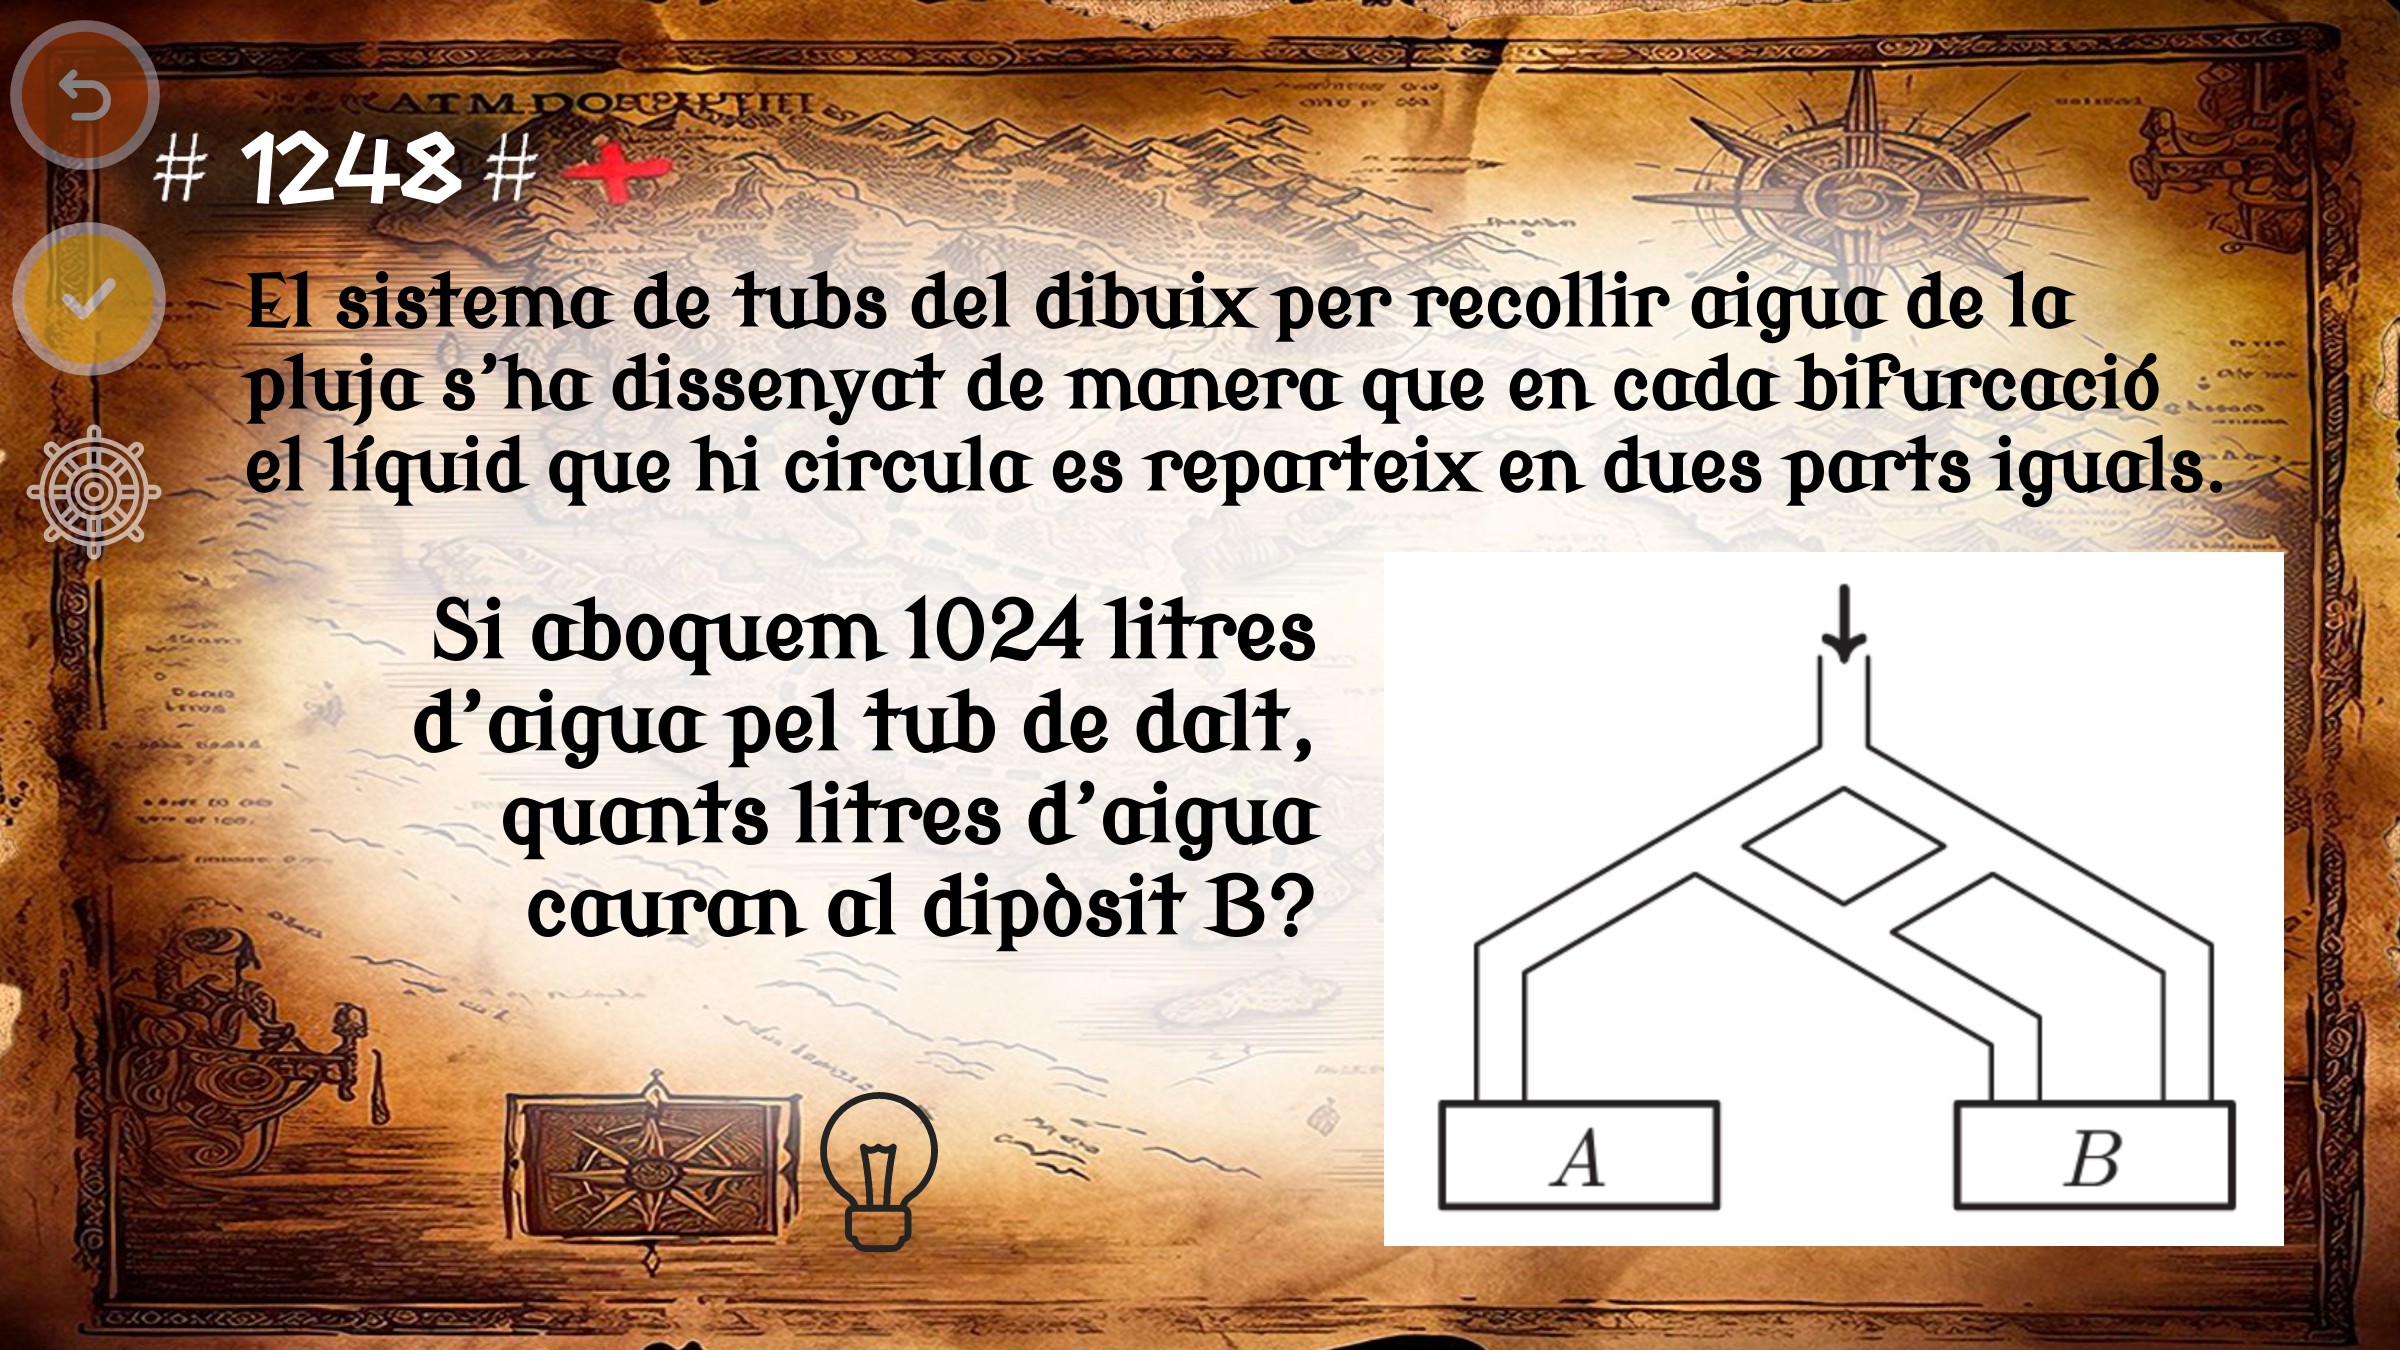 # 1248 #
El sistema de tubs del dibuix per recollir aigua de la
pluja s'ha dissenyat de manera que en cada bifurcació
el líquid que hi circula es reparteix en dues parts iguals.
Si aboquem 1024 litres
d'aigua pel tub de dalt,
quants litres d'aigua
cauran al dipòsit B?
A
B